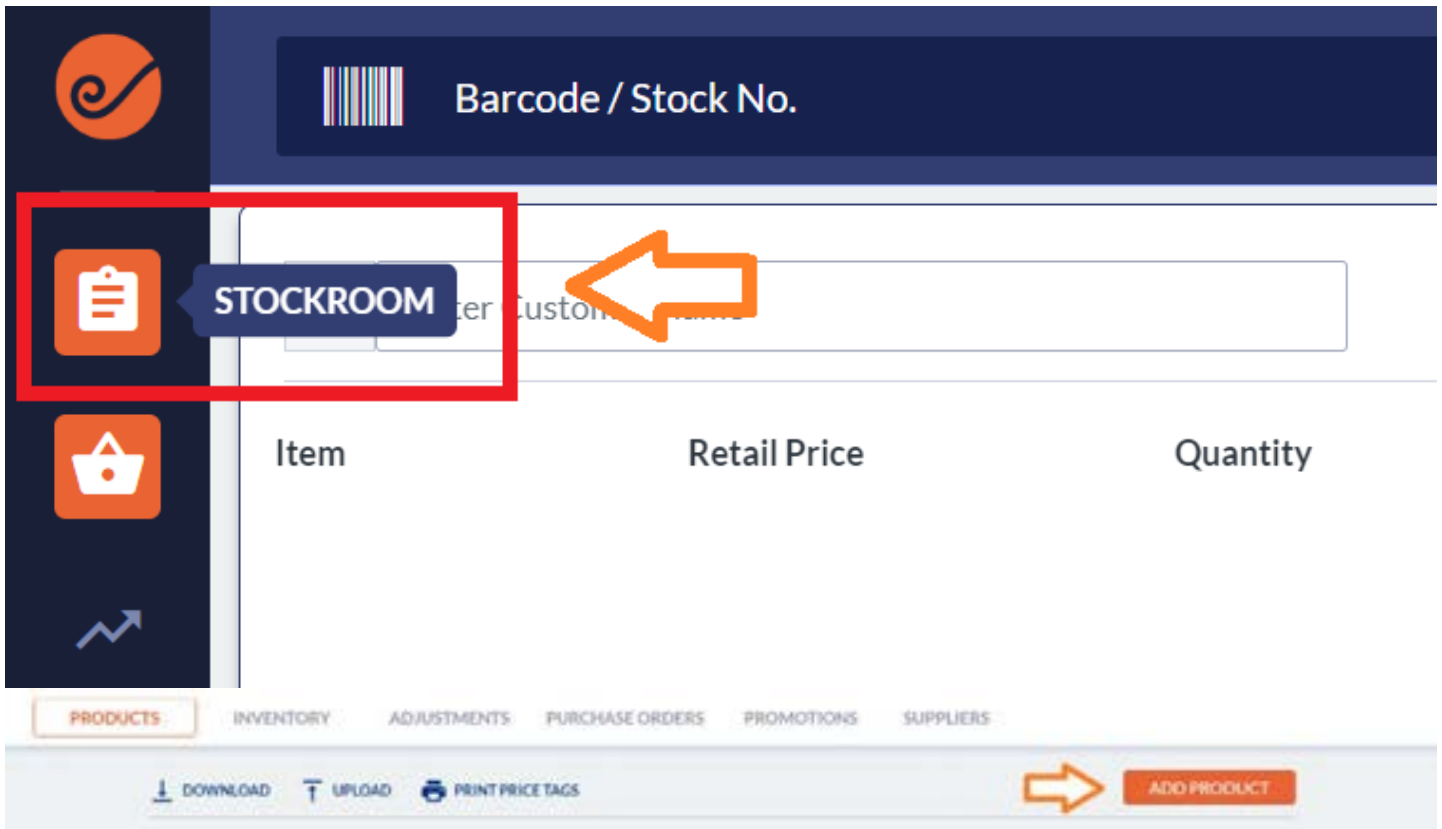 Barcode / Stock No.
STOCKROOM
Item Retail Price Quantity
PRODUCTS INVENTORY ADJUSTMENTS PURCHASE ORDERS PROMOTIONS SUPPLIERS
DOWNLOAD UPLOAD PRINT PRICE TAGS ADD PRODUCT